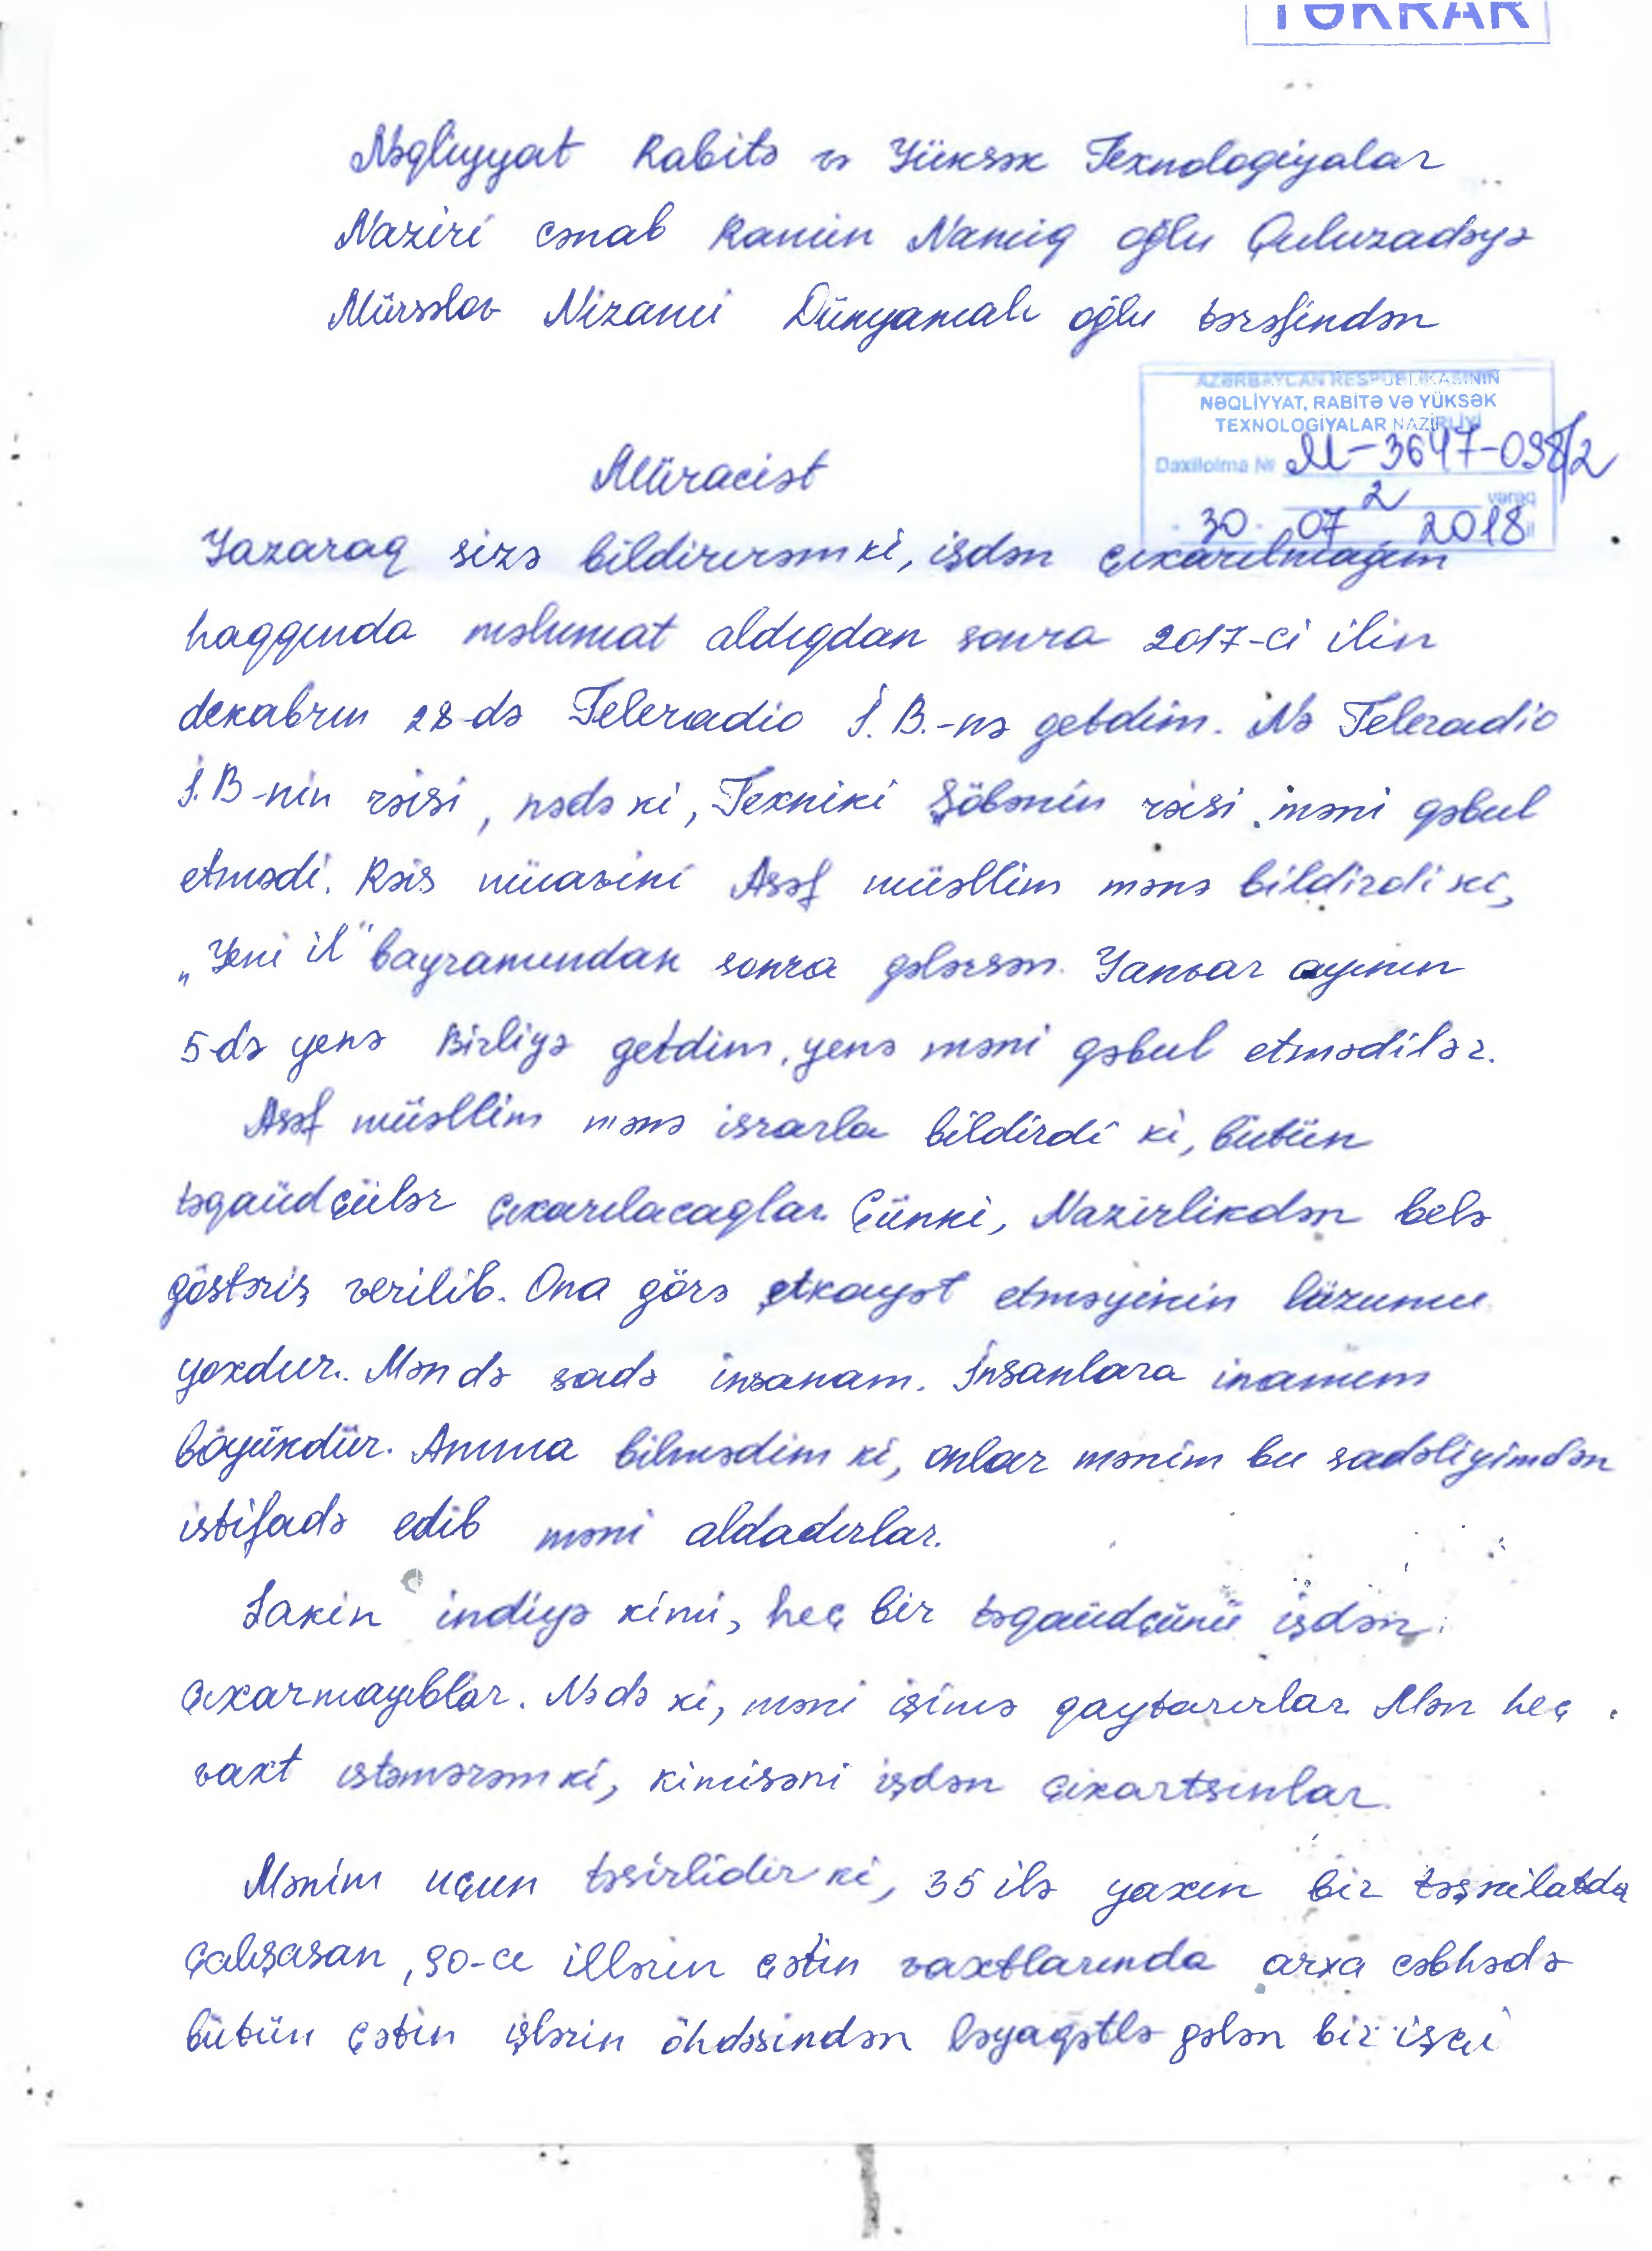 TƏKRAR
Nəqliyyat Rabitə və Yüksək Texnologiyalar
Naziri cənab Ramin Namiq oğlu Quluzadəyə
Mürsəlov Nizami Dünyamalı oğlu tərəfindən
AZƏRBAYCAN RESPUBLİKASININ
NƏQLİYYAT, RABİTƏ VƏ YÜKSƏK
TEXNOLOGİYALAR NAZİRLİYİ
Daxilolma № M-3647-098/2
2 vərəq
30 07 2018 il
Müraciət
Yazaraq sizə bildirirəm ki, işdən çıxarılmağım
haqqında məlumat aldıqdan sonra 2017-ci ilin
dekabrın 28-də Teleradio İ.B.-nə getdim. Nə Teleradio
İ.B-nin rəisi, nədə ki, Texniki Şöbənin rəisi məni qəbul
etmədi. Rəis müavini Asəf müəllim mənə bildirdi ki,
„Yeni il" bayramından sonra gələrsən. Yanvar ayının
5-də yenə Birliyə getdim, yenə məni qəbul etmədilər.
Asəf müəllim mənə israrla bildirdi ki, bütün
təqaüdçülər çıxarılacaqlar. Çünki, Nazirlikdən belə
göstəriş verilib. Ona görə şikayət etməyinin lüzumu
yoxdur. Mən də sadə insanam. İnsanlara inamım
böyükdür. Amma bilmədim ki, onlar mənim bu sadəliyimdən
istifadə edib məni aldadırlar.
Lakin indiyə kimi, heç bir təqaüdçünü işdən
çıxarmayıblar. Nə də ki, məni işimə qaytarırlar. Mən heç
vaxt istəmərəm ki, kimisəni işdən çıxartsınlar.
Mənim uçun təsirlidir ki, 35 ilə yaxın bir təşkilatda
çalışasan, 90-cı illərin çətin vaxtlarında arxa cəbhədə
bütün çətin işlərin öhdəsindən ləyaqətlə gələn bir işçi